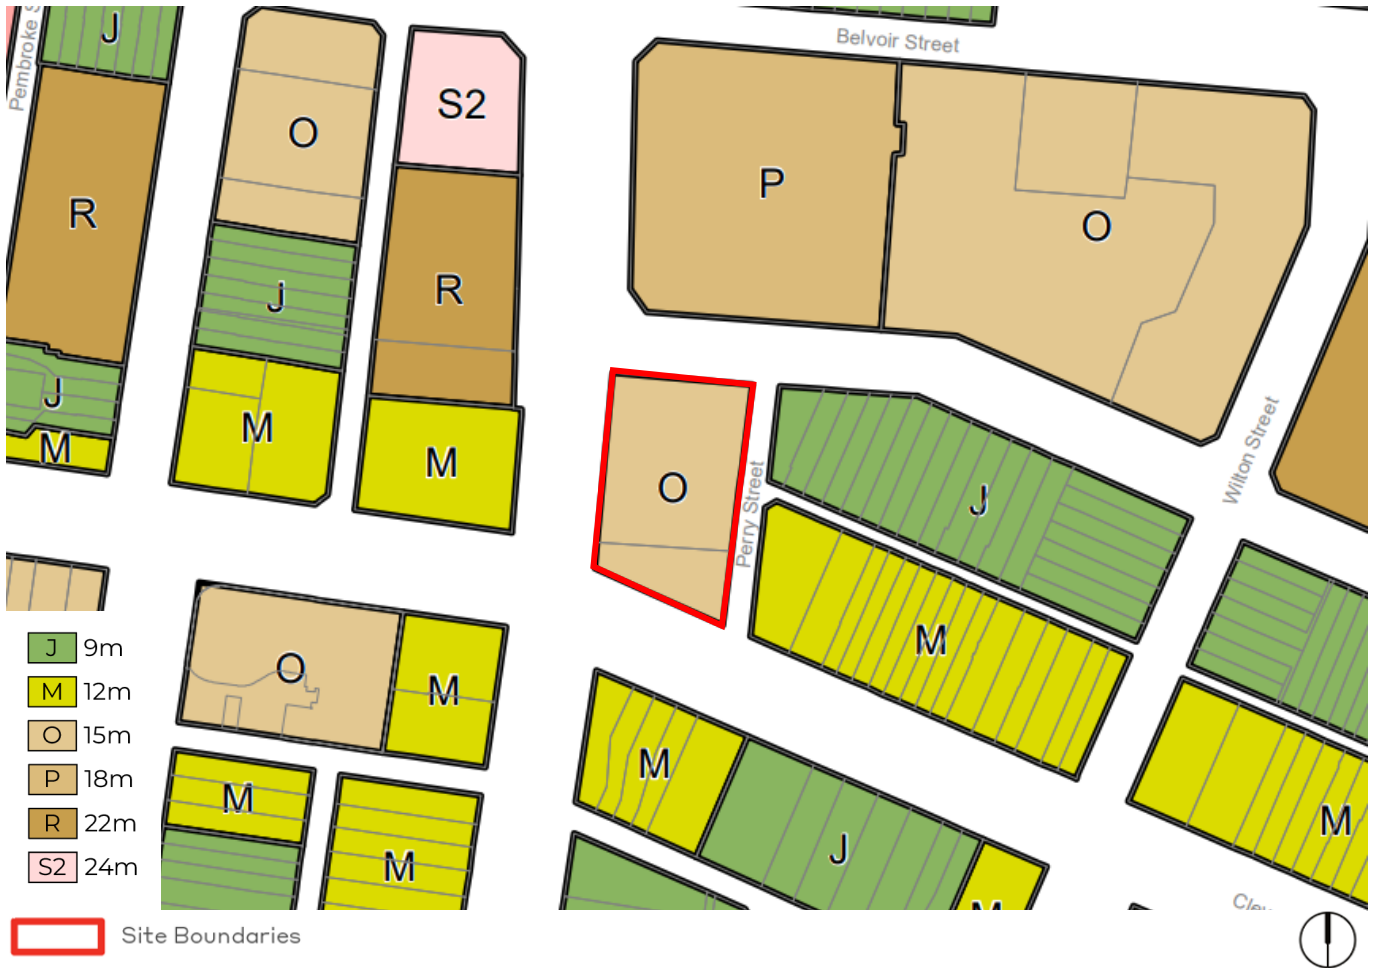 Pembroke S
J
Belvoir Street
S2
O
P
R
O
R
J
J
M
M
M
O
J
Perry Street
Wilton Street
M
O
M
M
J
M
M
M
M
J 9m
M 12m
O 15m
P 18m
R 22m
S2 24m
Site Boundaries